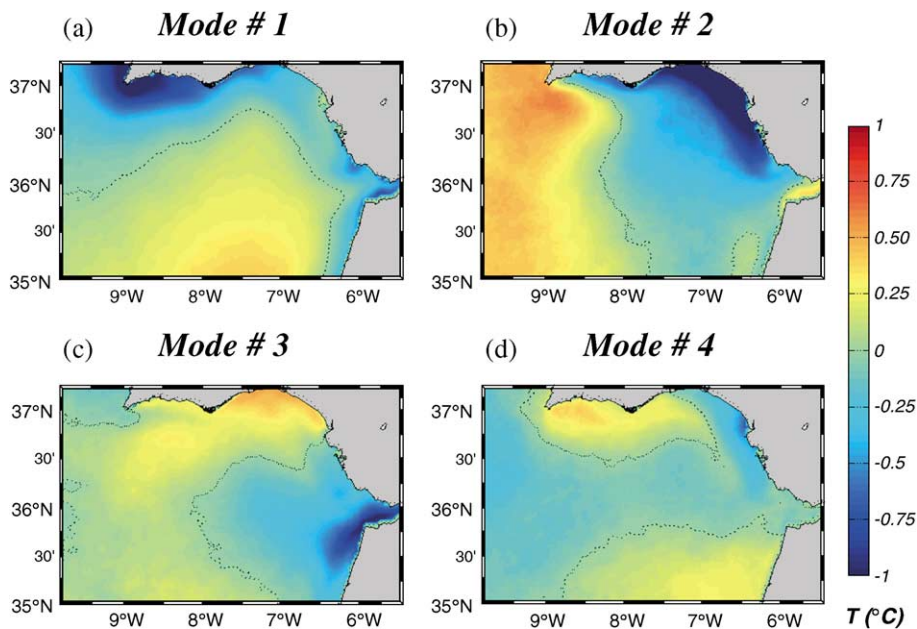 (a) Mode # 1
(b) Mode # 2
37°N
30'
36°N
30'
35°N
9°W 8°W 7°W 6°W
37°N
30'
36°N
30'
35°N
9°W 8°W 7°W 6°W
(c) Mode # 3
(d) Mode # 4
37°N
30'
36°N
30'
35°N
9°W 8°W 7°W 6°W
37°N
30'
36°N
30'
35°N
9°W 8°W 7°W 6°W
1
0.75
0.50
0.25
0
-0.25
-0.5
-0.75
-1
T (°C)